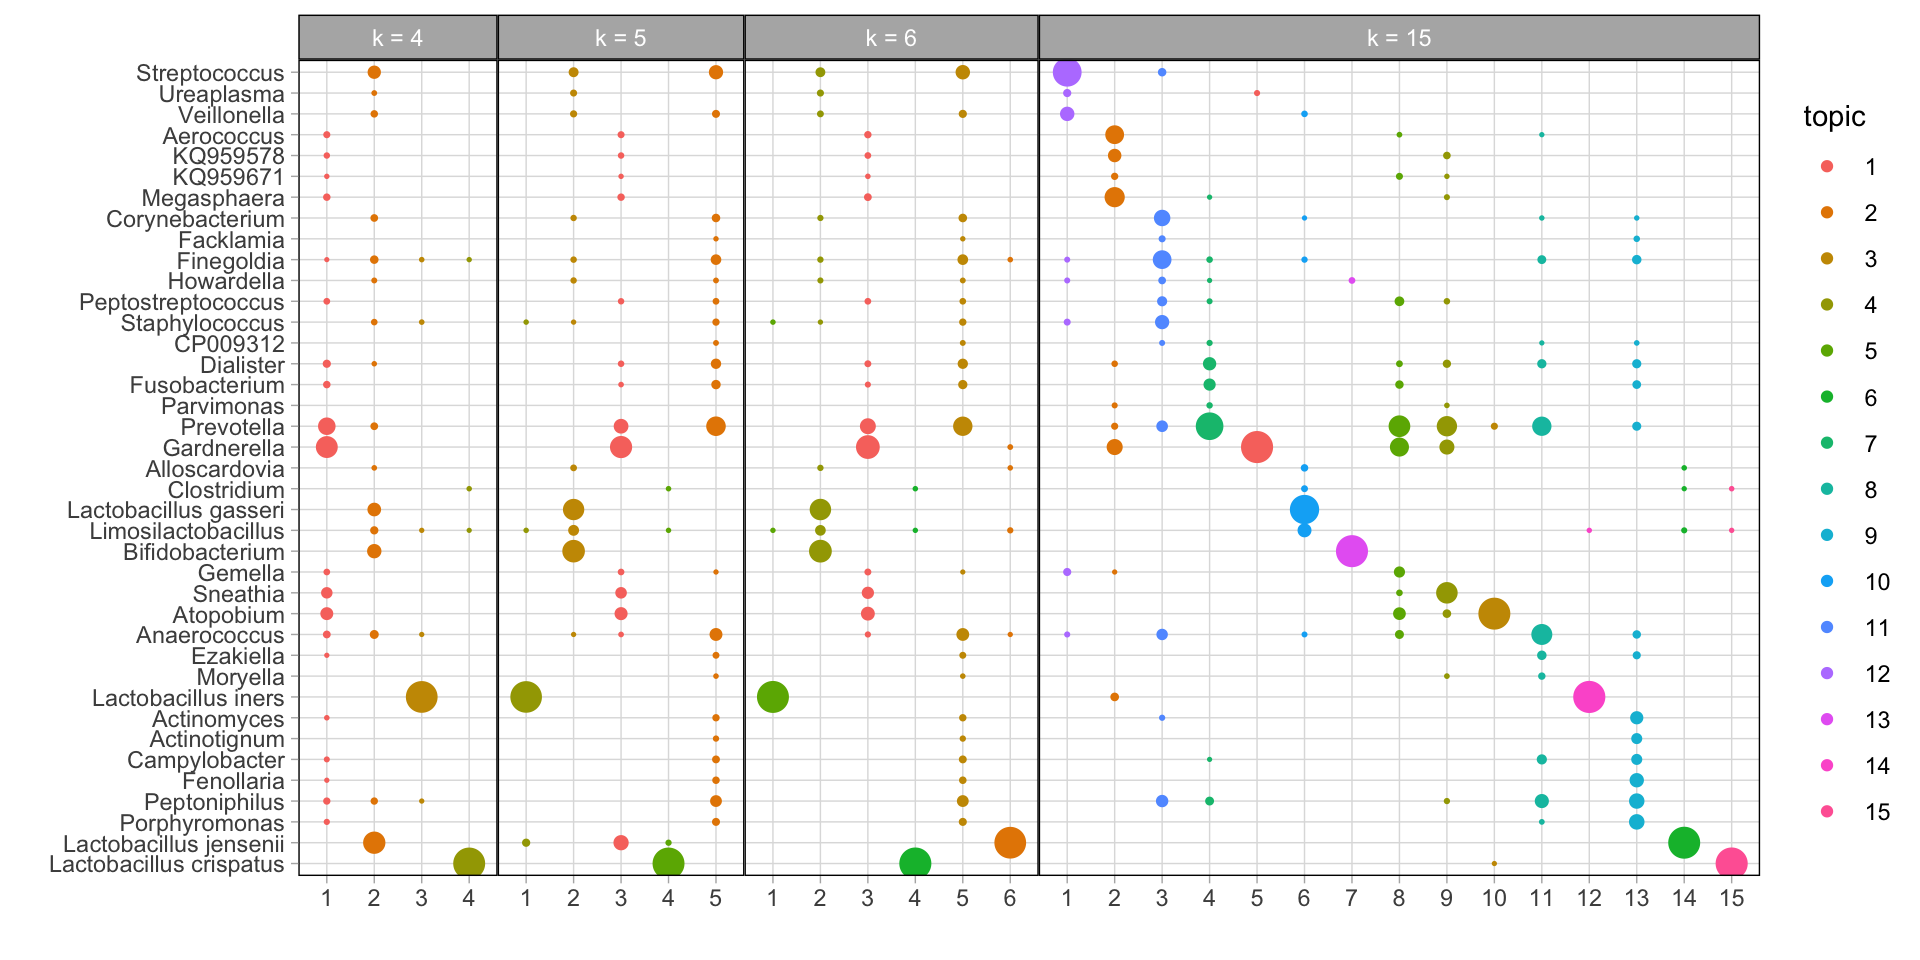 k = 4 k = 5 k = 6 k = 15
Streptococcus
Ureaplasma
Veillonella
Aerococcus
KQ959578
KQ959671
Megasphaera
Corynebacterium
Facklamia
Finegoldia
Howardella
Peptostreptococcus
Staphylococcus
CP009312
Dialister
Fusobacterium
Parvimonas
Prevotella
Gardnerella
Alloscardovia
Clostridium
Lactobacillus gasseri
Limosilactobacillus
Bifidobacterium
Gemella
Sneathia
Atopobium
Anaerococcus
Ezakiella
Moryella
Lactobacillus iners
Actinomyces
Actinotignum
Campylobacter
Fenollaria
Peptoniphilus
Porphyromonas
Lactobacillus jensenii
Lactobacillus crispatus
1 2 3 4 1 2 3 4 5 1 2 3 4 5 6 1 2 3 4 5 6 7 8 9 10 11 12 13 14 15
topic
1
2
3
4
5
6
7
8
9
10
11
12
13
14
15